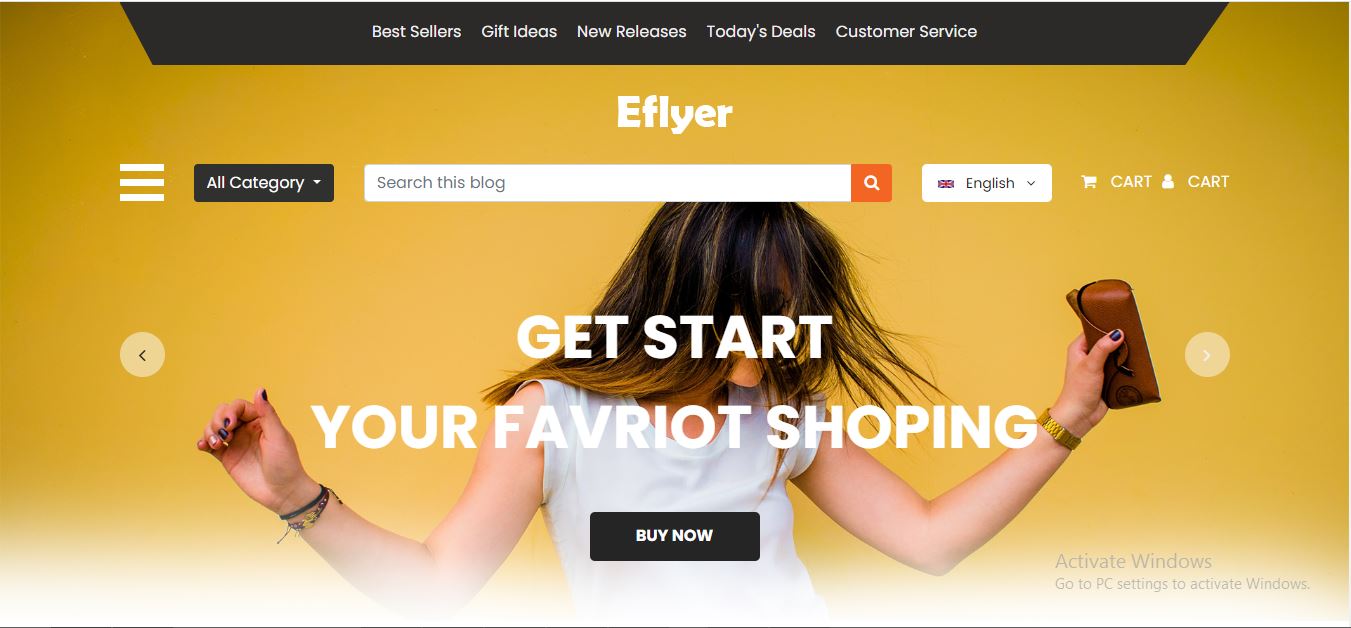 Best Sellers Gift Ideas New Releases Today's Deals Customer Service
Eflyer
All Category Search this blog English CART CART
GET START
YOUR FAVRIOT SHOPING
BUY NOW
Activate Windows
Go to PC settings to activate Windows.